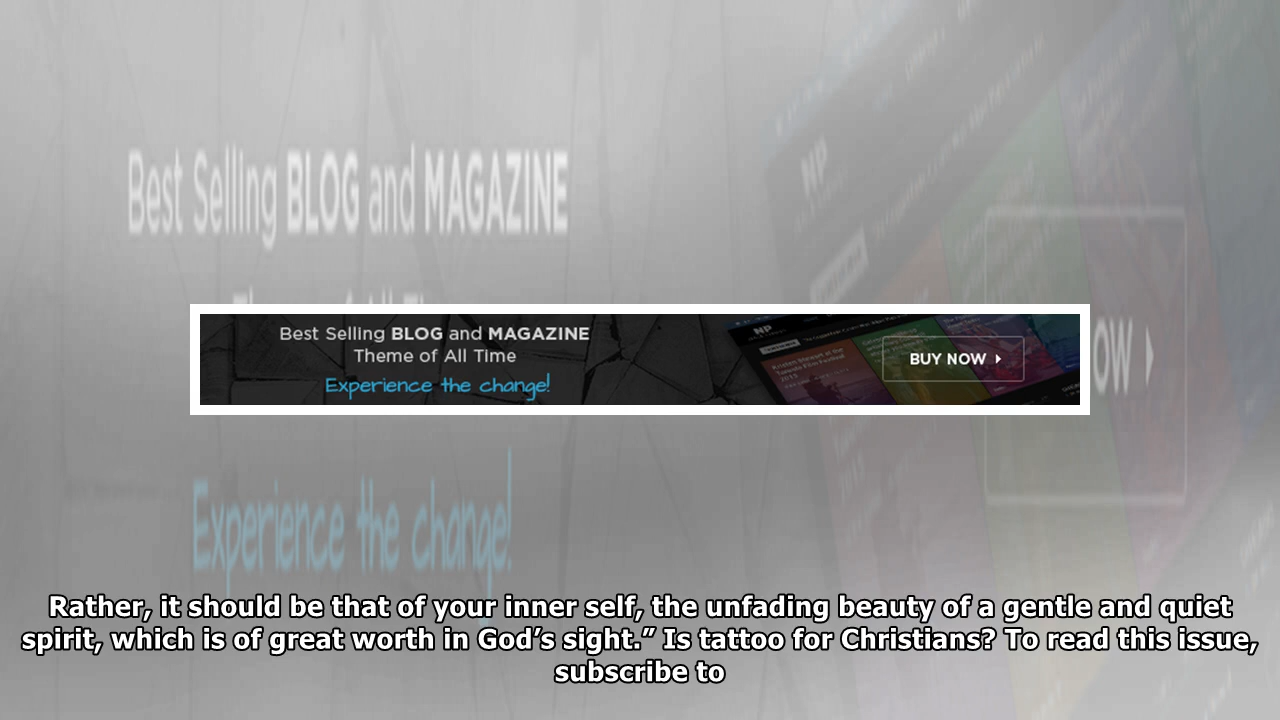 Best Selling BLOG and MAGAZINE
Best Selling BLOG and MAGAZINE
Theme of All Time
Experience the change!
NP
BUY NOW
NP
OW
Experience the change!
Rather, it should be that of your inner self, the unfading beauty of a gentle and quiet
spirit, which is of great worth in God’s sight.” Is tattoo for Christians? To read this issue,
subscribe to